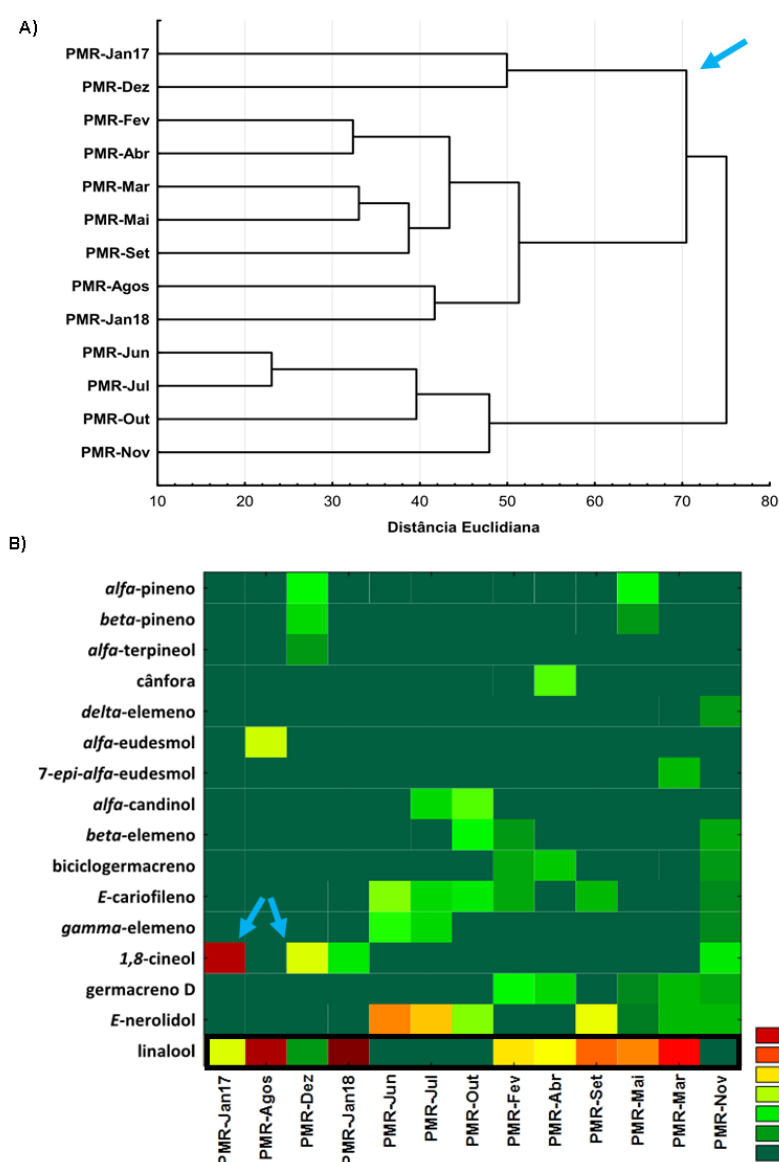 A)
PMR-Jan17
PMR-Dez
PMR-Fev
PMR-Abr
PMR-Mar
PMR-Mai
PMR-Set
PMR-Agos
PMR-Jan18
PMR-Jun
PMR-Jul
PMR-Out
PMR-Nov
10 20 30 40 50 60 70 80
Distância Euclidiana
B)
alfa-pineno
beta-pineno
alfa-terpineol
cânfora
delta-elemeno
alfa-eudesmol
7-epi-alfa-eudesmol
alfa-candinol
beta-elemeno
biciclogermacreno
E-cariofileno
gamma-elemeno
1,8-cineol
germacreno D
E-nerolidol
linalool
PMR-Jan17 PMR-Agos PMR-Dez PMR-Jan18 PMR-Jun PMR-Jul PMR-Out PMR-Fev PMR-Abr PMR-Set PMR-Mai PMR-Mar PMR-Nov